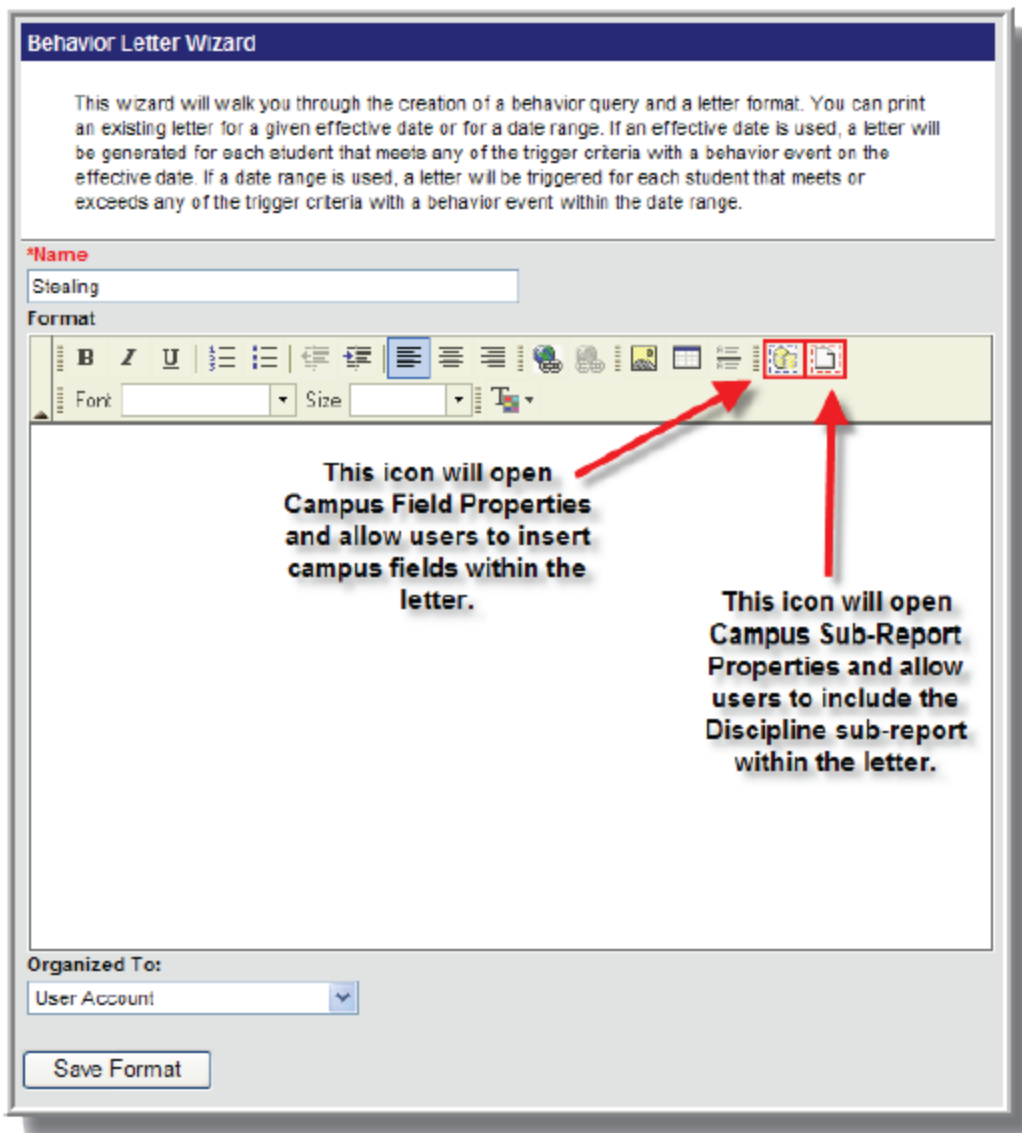 Behavior Letter Wizard
This wizard will walk you through the creation of a behavior query and a letter format. You can print
an existing letter for a given effective date or for a date range. If an effective date is used, a letter will
be generated for each student that meets any of the trigger criteria with a behavior event on the
effective date. If a date range is used, a letter will be triggered for each student that meets or
exceeds any of the trigger criteria with a behavior event within the date range.
*Name
Stealing
Format
B I U
Font Size T
This icon will open
Campus Field Properties
and allow users to insert
campus fields within the
letter.
This icon will open
Campus Sub-Report
Properties and allow
users to include the
Discipline sub-report
within the letter.
Organized To:
User Account
Save Format